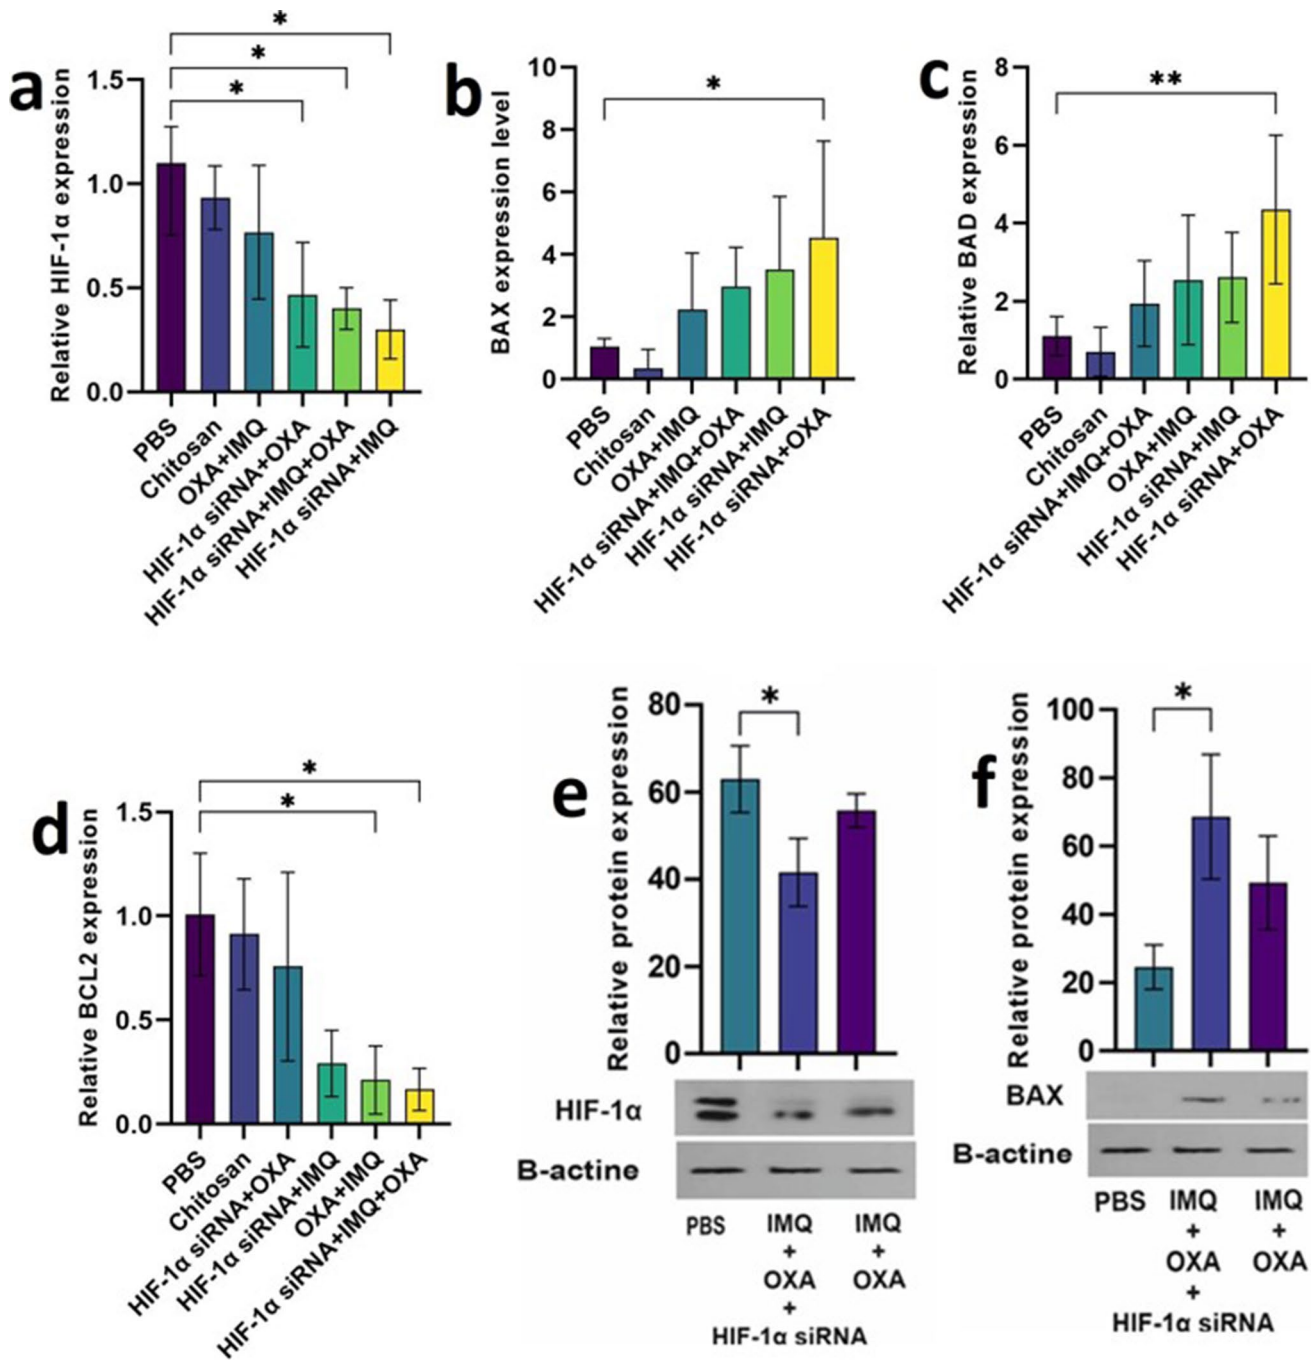 a
Relative HIF-1α expression
1.5
1.0
0.5
0.0
*
*
*
PBS
Chitosan
OXA+IMQ
HIF-1α siRNA+OXA
HIF-1α siRNA+IMQ+OXA
HIF-1α siRNA+IMQ
b
BAX expression level
10
8
6
4
2
0
*
PBS
Chitosan
OXA+IMQ
HIF-1α siRNA+IMQ+OXA
HIF-1α siRNA+IMQ
HIF-1α siRNA+OXA
c
Relative BAD expression
8
6
4
2
0
**
PBS
Chitosan
HIF-1α siRNA+IMQ+OXA
OXA+IMQ
HIF-1α siRNA+IMQ
HIF-1α siRNA+OXA
d
Relative BCL2 expression
1.5
1.0
0.5
0.0
*
*
PBS
Chitosan
HIF-1α siRNA+OXA
HIF-1α siRNA+IMQ
OXA+IMQ
HIF-1α siRNA+IMQ+OXA
e
Relative protein expression
80
60
40
20
0
*
HIF-1α
B-actine
PBS
IMQ
+
OXA
+
HIF-1α siRNA
IMQ
+
OXA
f
Relative protein expression
100
80
60
40
20
0
*
BAX
B-actine
PBS
IMQ
+
OXA
+
HIF-1α siRNA
IMQ
+
OXA